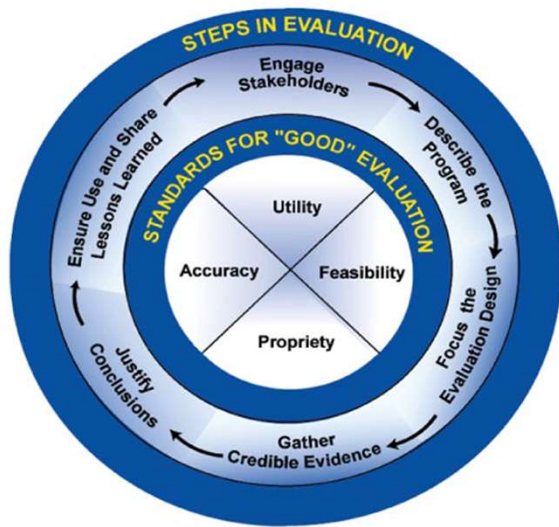 STEPS IN EVALUATION
Engage
Stakeholders
Describe the
Program
Focus the
Evaluation Design
Gather
Credible Evidence
Justify
Conclusions
Ensure Use and Share
Lessons Learned
STANDARDS FOR "GOOD" EVALUATION
Utility
Feasibility
Propriety
Accuracy